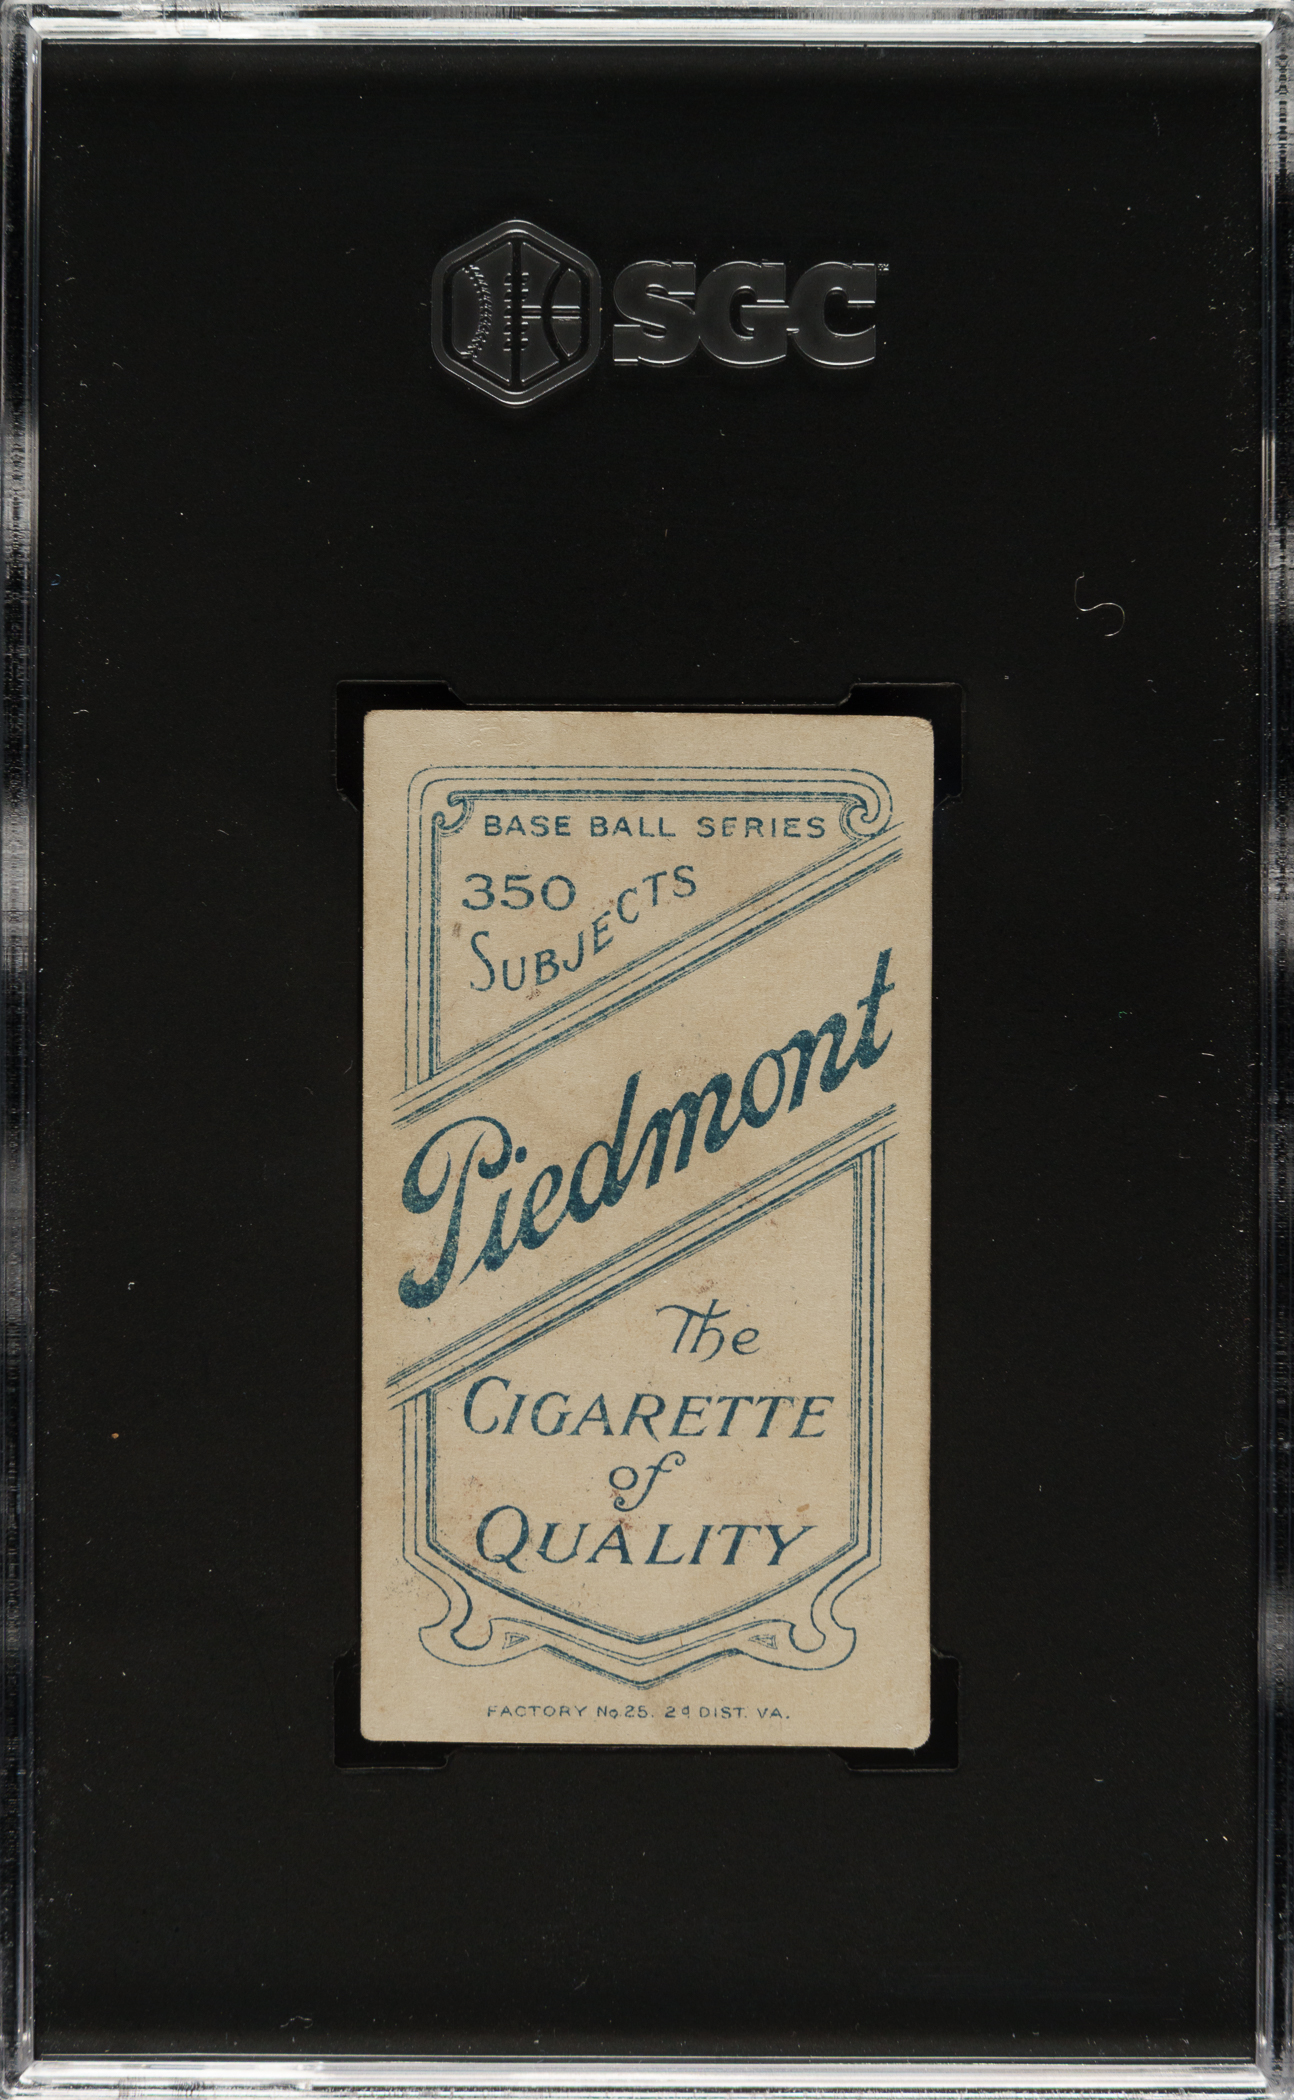 SGC
BASE BALL SERIES
350
SUBJECTS
Piedmont
The
CIGARETTE
of
QUALITY
FACTORY No 25. 2d DIST. VA.